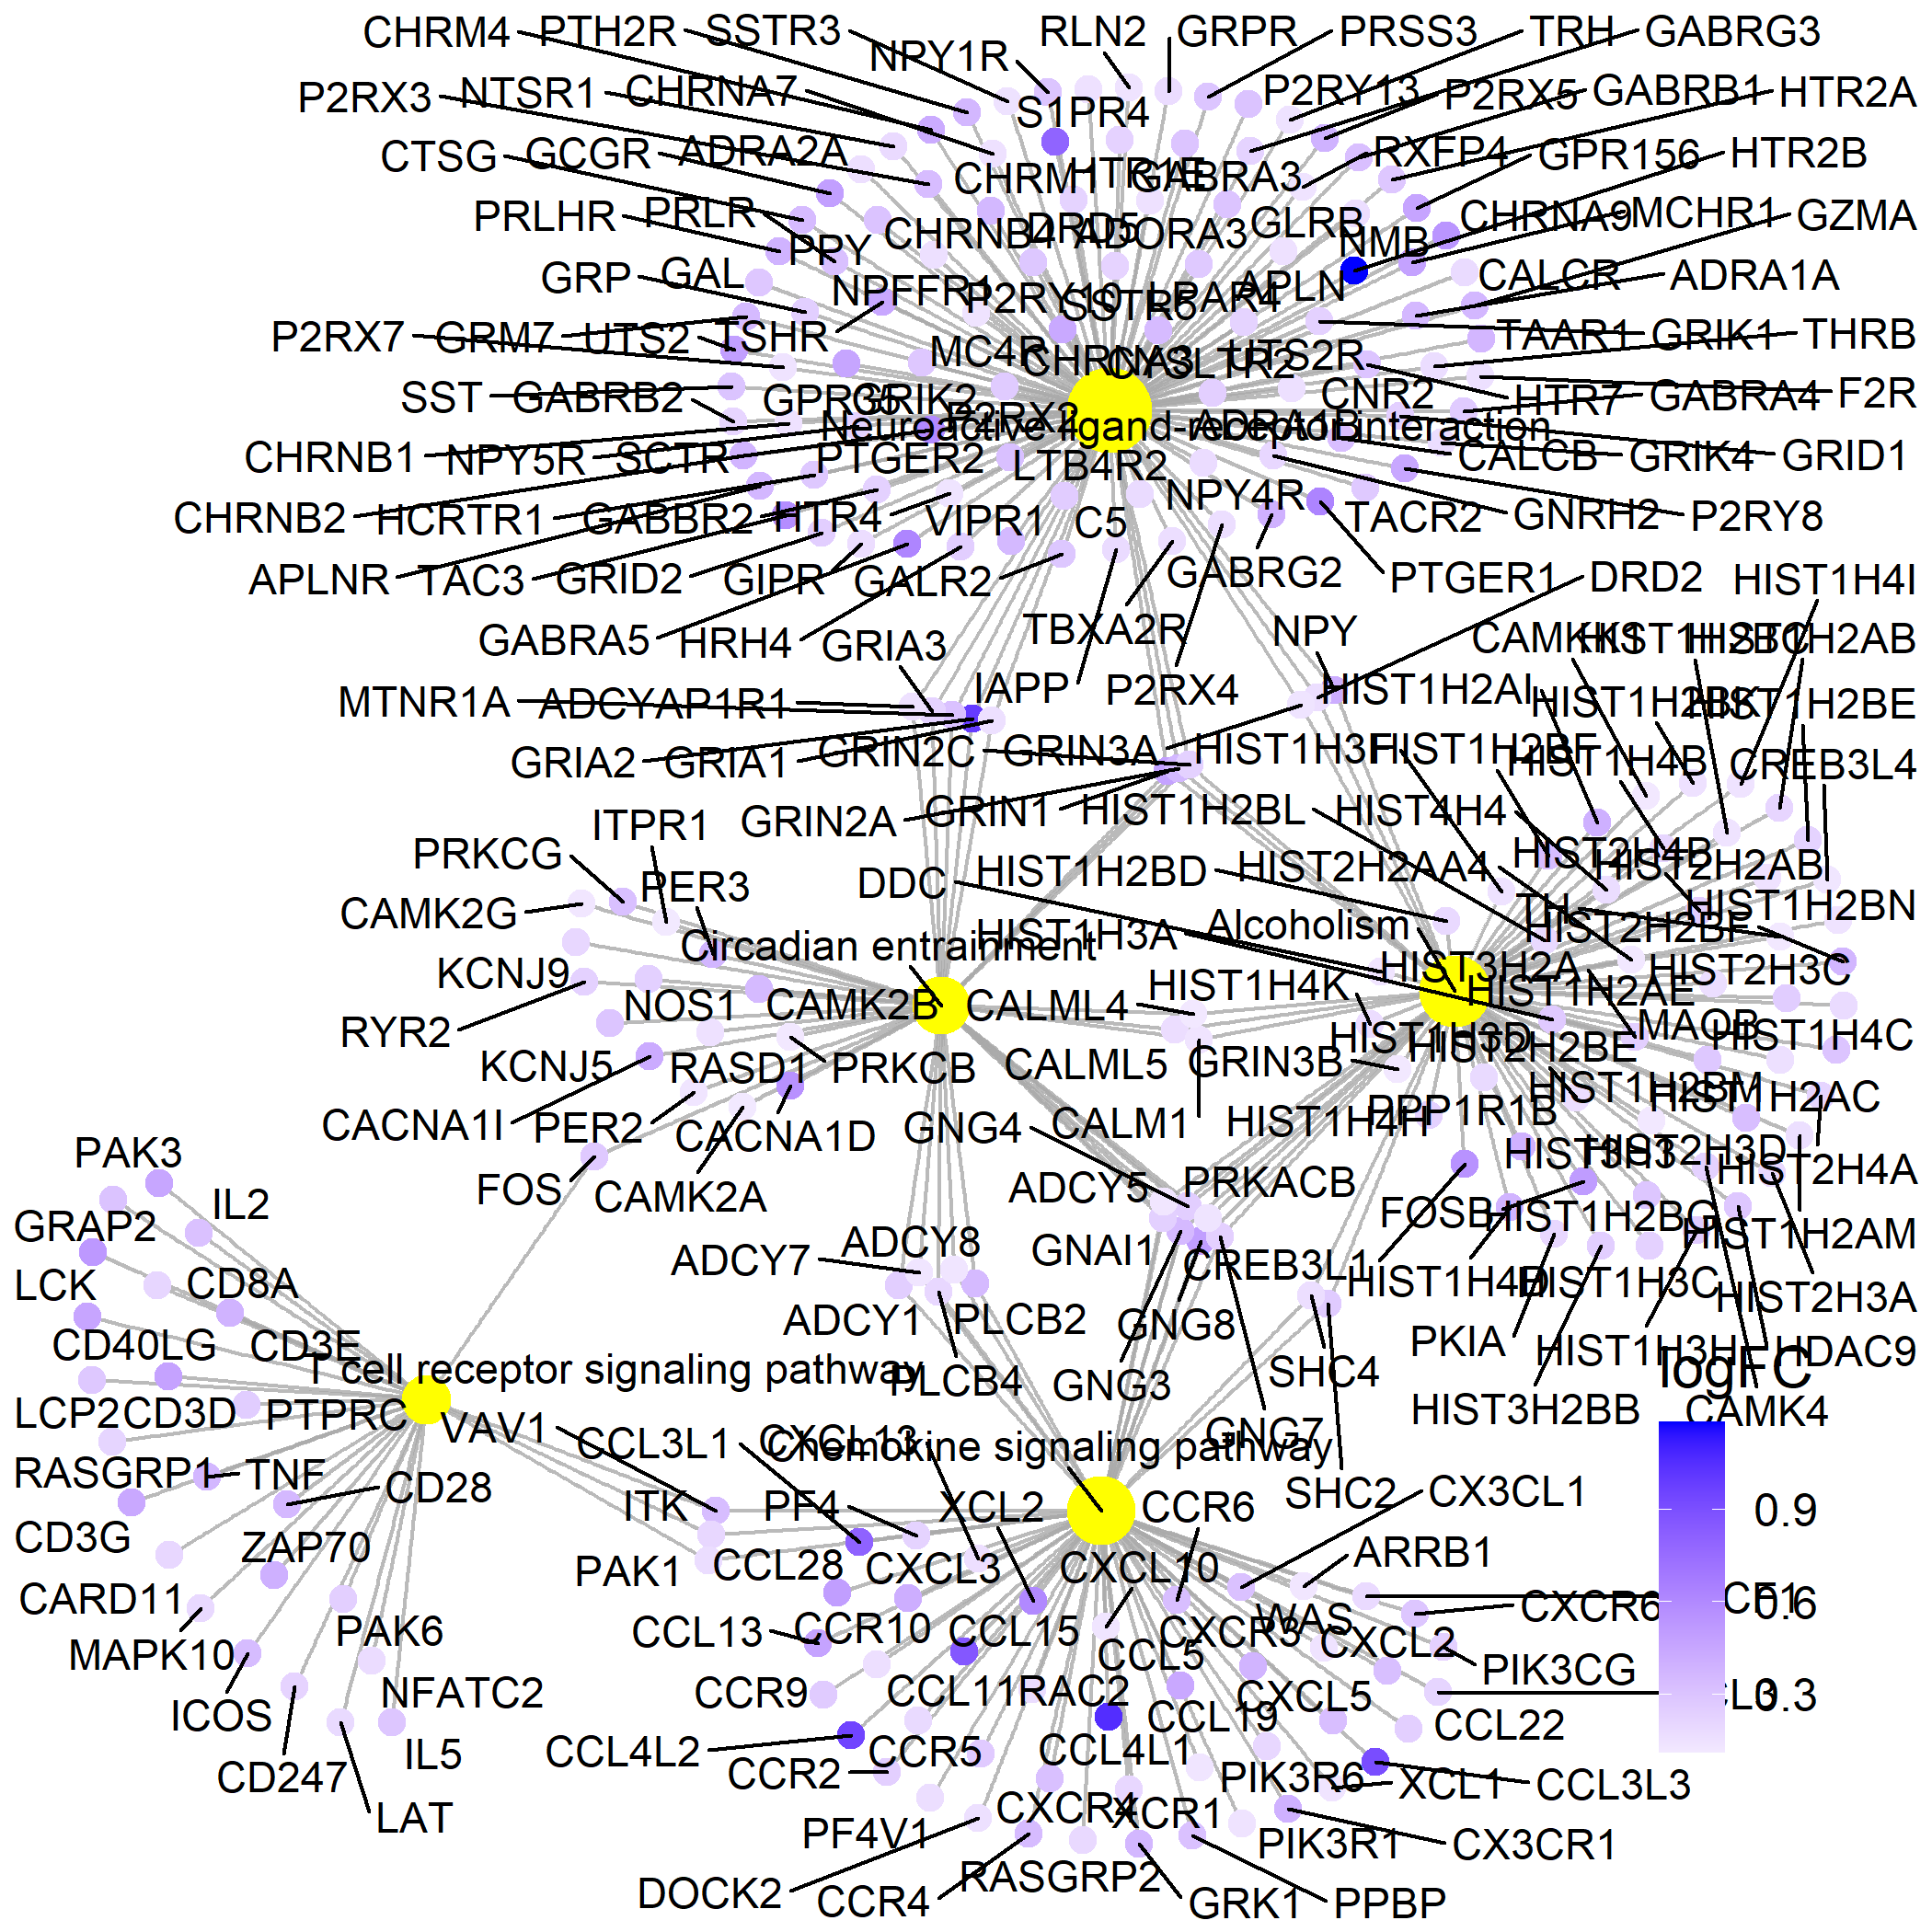 CHRM4
PTH2R
SSTR3
NPY1R
RLN2
GRPR
PRSS3
TRH
GABRG3
P2RX3
NTSR1
CHRNA7
S1PR4
P2RY13
P2RX5
GABRB1
HTR2A
CTSG
GCGR
ADRA2A
CHRM1
HTR1E
GABRA3
RXFP4
GPR156
HTR2B
PRLHR
PRLR
PPY
CHRNB4
DRD5
ADORA3
GLRB
NMB
CHRNA9
MCHR1
GZMA
GRP
GAL
NPFFR1
P2RY10
SSTR5
LPAR4
APLN
CALCR
ADRA1A
P2RX7
GRM7
UTS2
TSHR
MC4R
CHRNA3
CYSLTR2
UTS2R
TAAR1
GRIK1
THRB
SST
GABRB2
GPR35
GRIK2
P2RX2
ADRA1B
CNR2
HTR7
GABRA4
F2R
Neuroactive ligand-receptor interaction
CHRNB1
NPY5R
SCTR
PTGER2
LTB4R2
CALCB
GRIK4
GRID1
CHRNB2
HCRTR1
GABBR2
HTR4
VIPR1
C5
NPY4R
TACR2
GNRH2
P2RY8
APLNR
TAC3
GRID2
GIPR
GALR2
GABRG2
PTGER1
DRD2
HIST1H4I
GABRA5
HRH4
GRIA3
TBXA2R
NPY
CAMKK1
HIST1H2BC
HIST1H2AB
MTNR1A
ADCYAP1R1
IAPP
P2RX4
HIST1H2AI
HIST1H2BK
HIST1H2BE
GRIA2
GRIA1
GRIN2C
GRIN3A
HIST1H3F
HIST1H2BF
HIST1H4B
CREB3L4
ITPR1
GRIN2A
GRIN1
HIST1H2BL
HIST4H4
PRKCG
PER3
DDC
HIST1H2BD
HIST2H2AA4
HIST2H4B
HIST2H2AB
CAMK2G
HIST1H3A
Alcoholism
TH
HIST2H2BF
HIST1H2BN
Circadian entrainment
KCNJ9
HIST3H2A
HIST2H3C
RYR2
NOS1
CAMK2B
CALML4
HIST1H4K
HIST1H2AE
MAOB
HIST1H4C
KCNJ5
RASD1
PRKCB
CALML5
GRIN3B
HIST1H3D
HIST2H2BE
CACNA1I
PER2
CACNA1D
GNG4
CALM1
HIST1H4H
PPP1R1B
HIST1H2BM
HIST1H2AC
PAK3
FOS
CAMK2A
ADCY5
PRKACB
HIST3H3
HIST2H3D
HIST2H4A
GRAP2
IL2
ADCY7
ADCY8
GNAI1
CREB3L1
FOSB
HIST1H2BG
HIST1H2AM
LCK
CD8A
HIST1H4D
HIST1H3C
HIST2H3A
CD40LG
CD3E
ADCY1
PLCB2
GNG8
PKIA
HIST1H3H
HDAC9
T cell receptor signaling pathway
PLCB4
GNG3
SHC4
logFC
LCP2
CD3D
PTPRC
VAV1
CCL3L1
CXCL13
GNG7
HIST3H2BB
CAMK4
Chemokine signaling pathway
RASGRP1
TNF
CD28
ITK
PF4
XCL2
CCR6
SHC2
CX3CL1
0.9
CD3G
ZAP70
PAK1
CCL28
CXCL3
CXCL10
ARRB1
CARD11
CCL13
CCR10
CCL15
CXCR3
WAS
CXCR6
0.6
MAPK10
PAK6
CCL5
CXCL2
PIK3CG
ICOS
NFATC2
CCR9
CCL11
RAC2
CCL19
CXCL5
CCL22
0.3
CD247
IL5
CCL4L2
CCR2
CCR5
CCL4L1
PIK3R6
XCL1
CCL3L3
LAT
PF4V1
CXCR4
XCR1
PIK3R1
CX3CR1
DOCK2
CCR4
RASGRP2
GRK1
PPBP